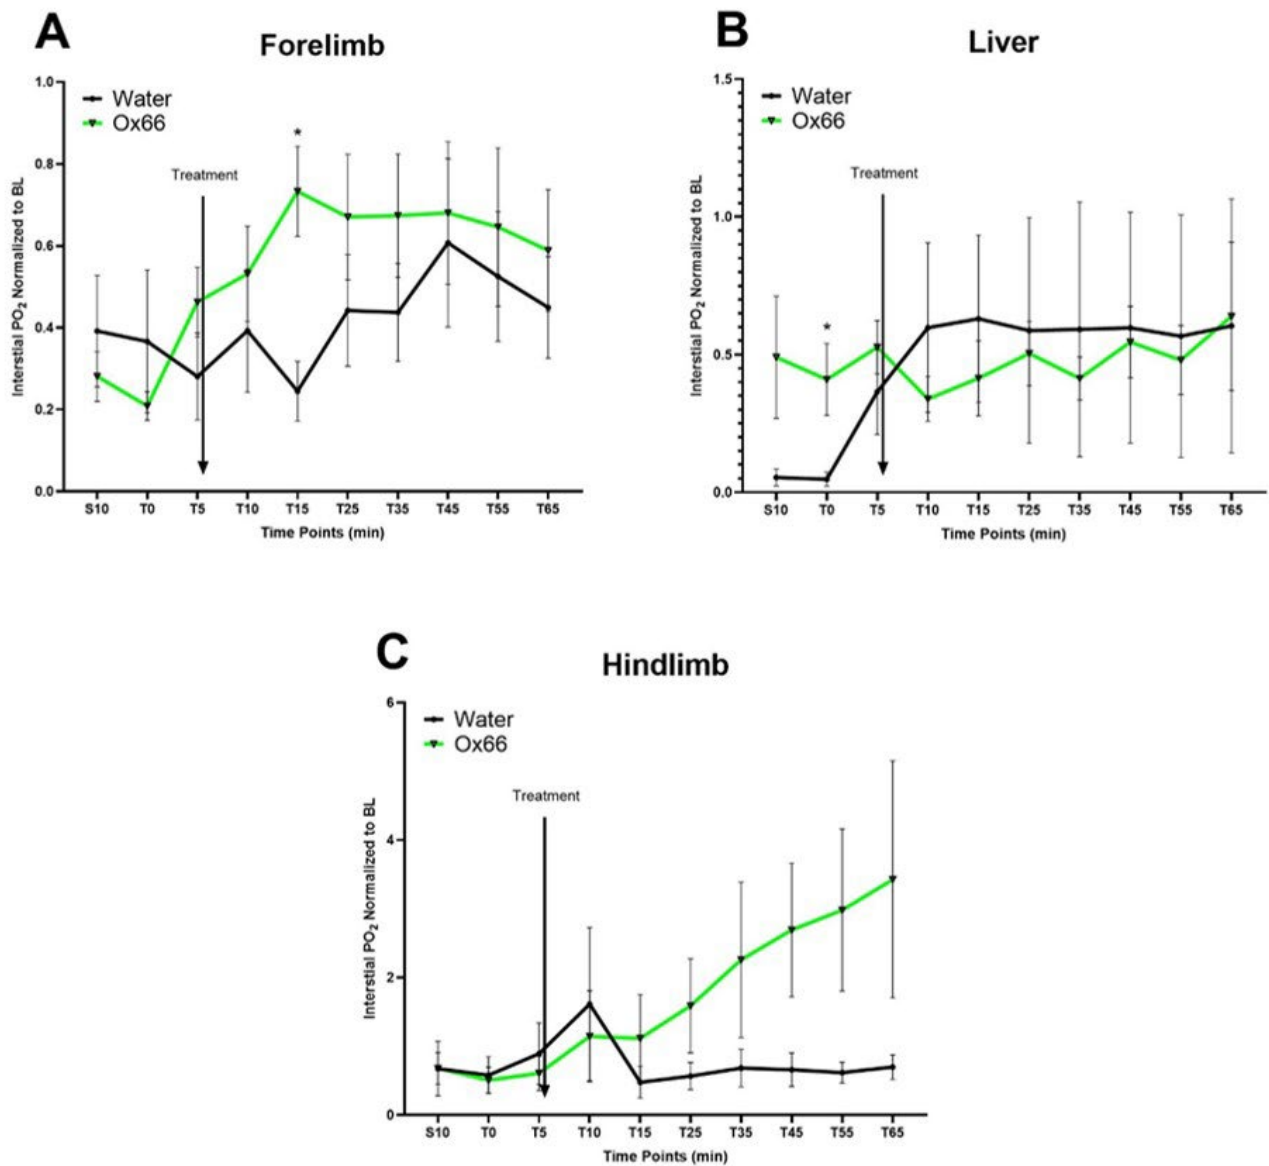 A
Forelimb
Water
Ox66
Treatment
*
Interstial PO₂ Normalized to BL
1.0
0.8
0.6
0.4
0.2
0.0
S10 T0 T5 T10 T15 T25 T35 T45 T55 T65
Time Points (min)
B
Liver
Water
Ox66
Treatment
*
Interstial PO₂ Normalized to BL
1.5
1.0
0.5
0.0
S10 T0 T5 T10 T15 T25 T35 T45 T55 T65
Time Points (min)
C
Hindlimb
Water
Ox66
Treatment
Interstial PO₂ Normalized to BL
6
4
2
0
S10 T0 T5 T10 T15 T25 T35 T45 T55 T65
Time Points (min)